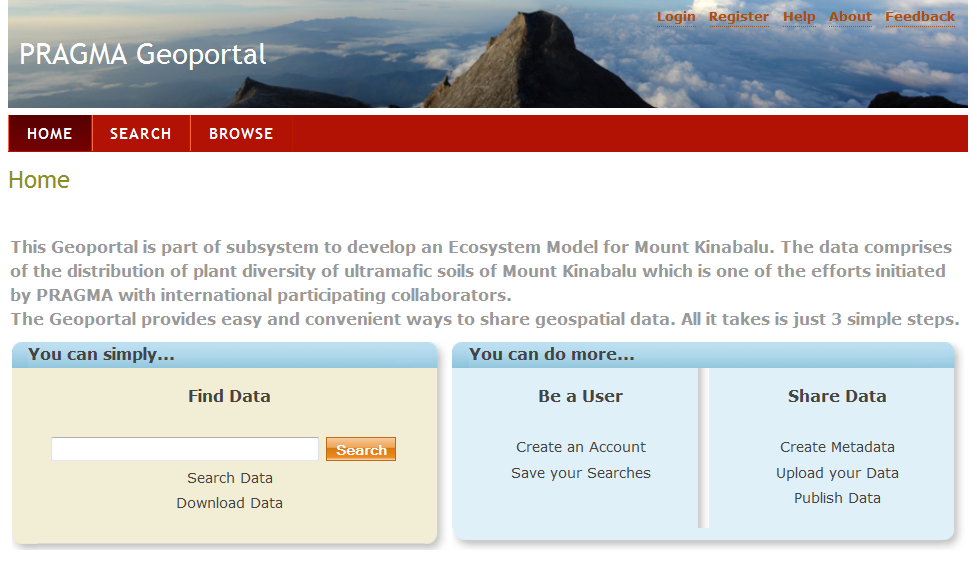 Login Register Help About Feedback
PRAGMA Geoportal
HOME SEARCH BROWSE
Home
This Geoportal is part of subsystem to develop an Ecosystem Model for Mount Kinabalu. The data comprises
of the distribution of plant diversity of ultramafic soils of Mount Kinabalu which is one of the efforts initiated
by PRAGMA with international participating collaborators.
The Geoportal provides easy and convenient ways to share geospatial data. All it takes is just 3 simple steps.
You can simply...
Find Data
Search
Search Data
Download Data
You can do more...
Be a User
Create an Account
Save your Searches
Share Data
Create Metadata
Upload your Data
Publish Data